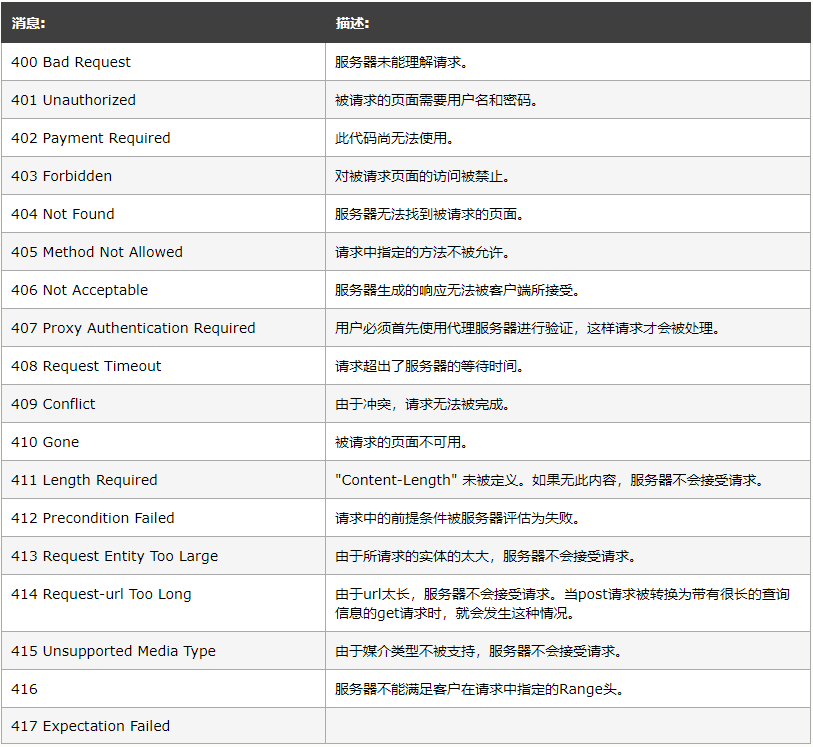 消息: 描述:
400 Bad Request 服务器未能理解请求。
401 Unauthorized 被请求的页面需要用户名和密码。
402 Payment Required 此代码尚无法使用。
403 Forbidden 对被请求页面的访问被禁止。
404 Not Found 服务器无法找到被请求的页面。
405 Method Not Allowed 请求中指定的方法不被允许。
406 Not Acceptable 服务器生成的响应无法被客户端所接受。
407 Proxy Authentication Required 用户必须首先使用代理服务器进行验证，这样请求才会被处理。
408 Request Timeout 请求超出了服务器的等待时间。
409 Conflict 由于冲突，请求无法被完成。
410 Gone 被请求的页面不可用。
411 Length Required "Content-Length" 未被定义。如果无此内容，服务器不会接受请求。
412 Precondition Failed 请求中的前提条件被服务器评估为失败。
413 Request Entity Too Large 由于所请求的实体的太大，服务器不会接受请求。
414 Request-url Too Long 由于url太长，服务器不会接受请求。当post请求被转换为带有很长的查询
信息的get请求时，就会发生这种情况。
415 Unsupported Media Type 由于媒介类型不被支持，服务器不会接受请求。
416 服务器不能满足客户在请求中指定的Range头。
417 Expectation Failed